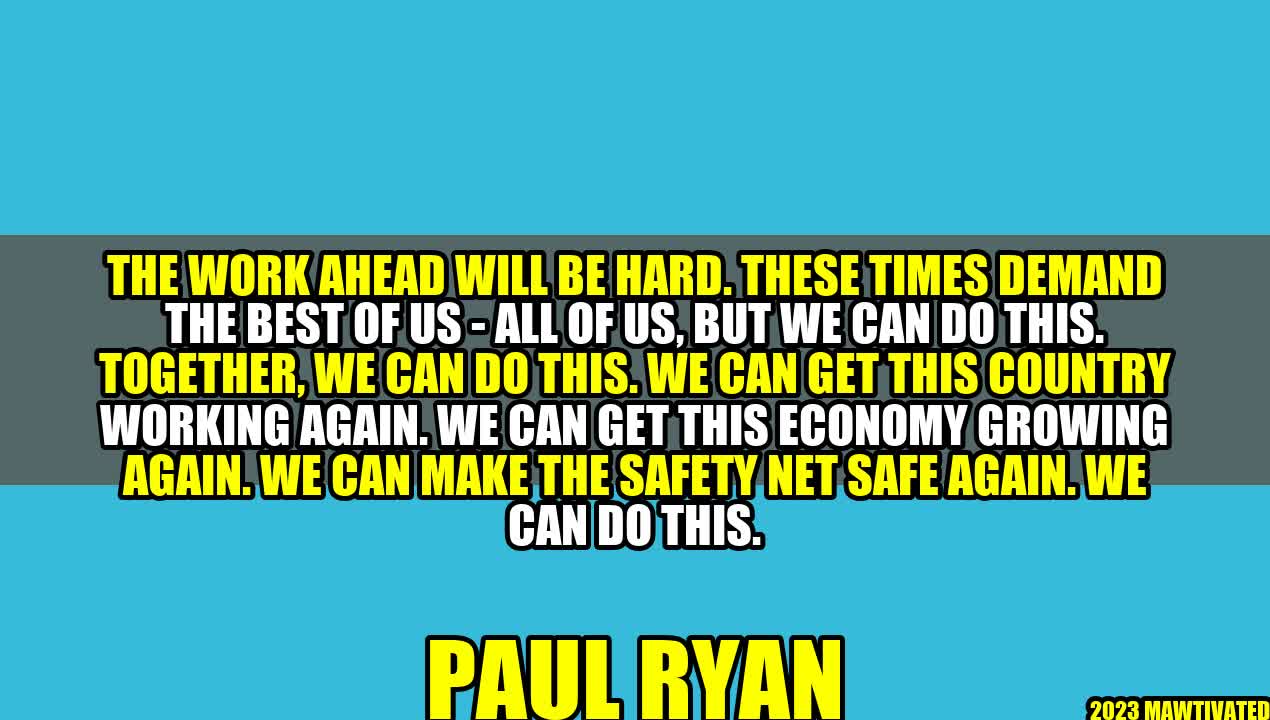 THE WORK AHEAD WILL BE HARD. THESE TIMES DEMAND
THE BEST OF US - ALL OF US, BUT WE CAN DO THIS.
TOGETHER, WE CAN DO THIS. WE CAN GET THIS COUNTRY
WORKING AGAIN. WE CAN GET THIS ECONOMY GROWING
AGAIN. WE CAN MAKE THE SAFETY NET SAFE AGAIN. WE
CAN DO THIS.
PAUL RYAN
2023 MAWTIVATED